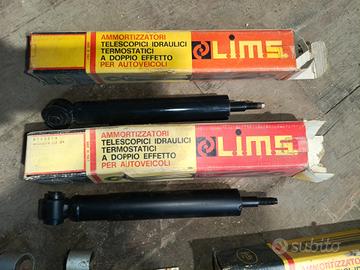 AMMORTIZZATORI
TELESCOPICI IDRAULICI
TERMOSTATICI
A DOPPIO EFFETTO
PER AUTOVEICOLI
Lims
AMMORTIZZATORI
TELESCOPICI IDRAULICI
TERMOSTATICI
A DOPPIO EFFETTO
PER AUTOVEICOLI
Lims
subito
AMMORTIZZATORI